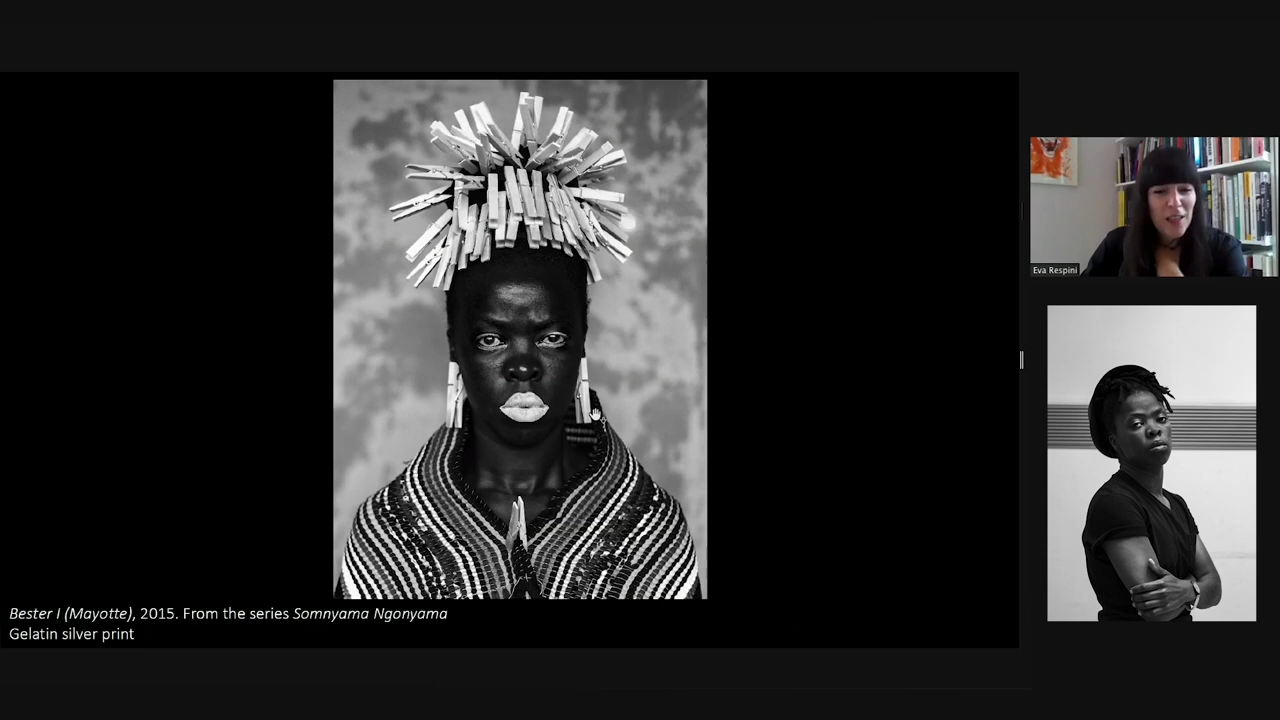 Bester I (Mayotte), 2015. From the series Somnyama Ngonyama
Gelatin silver print
Eva Respini